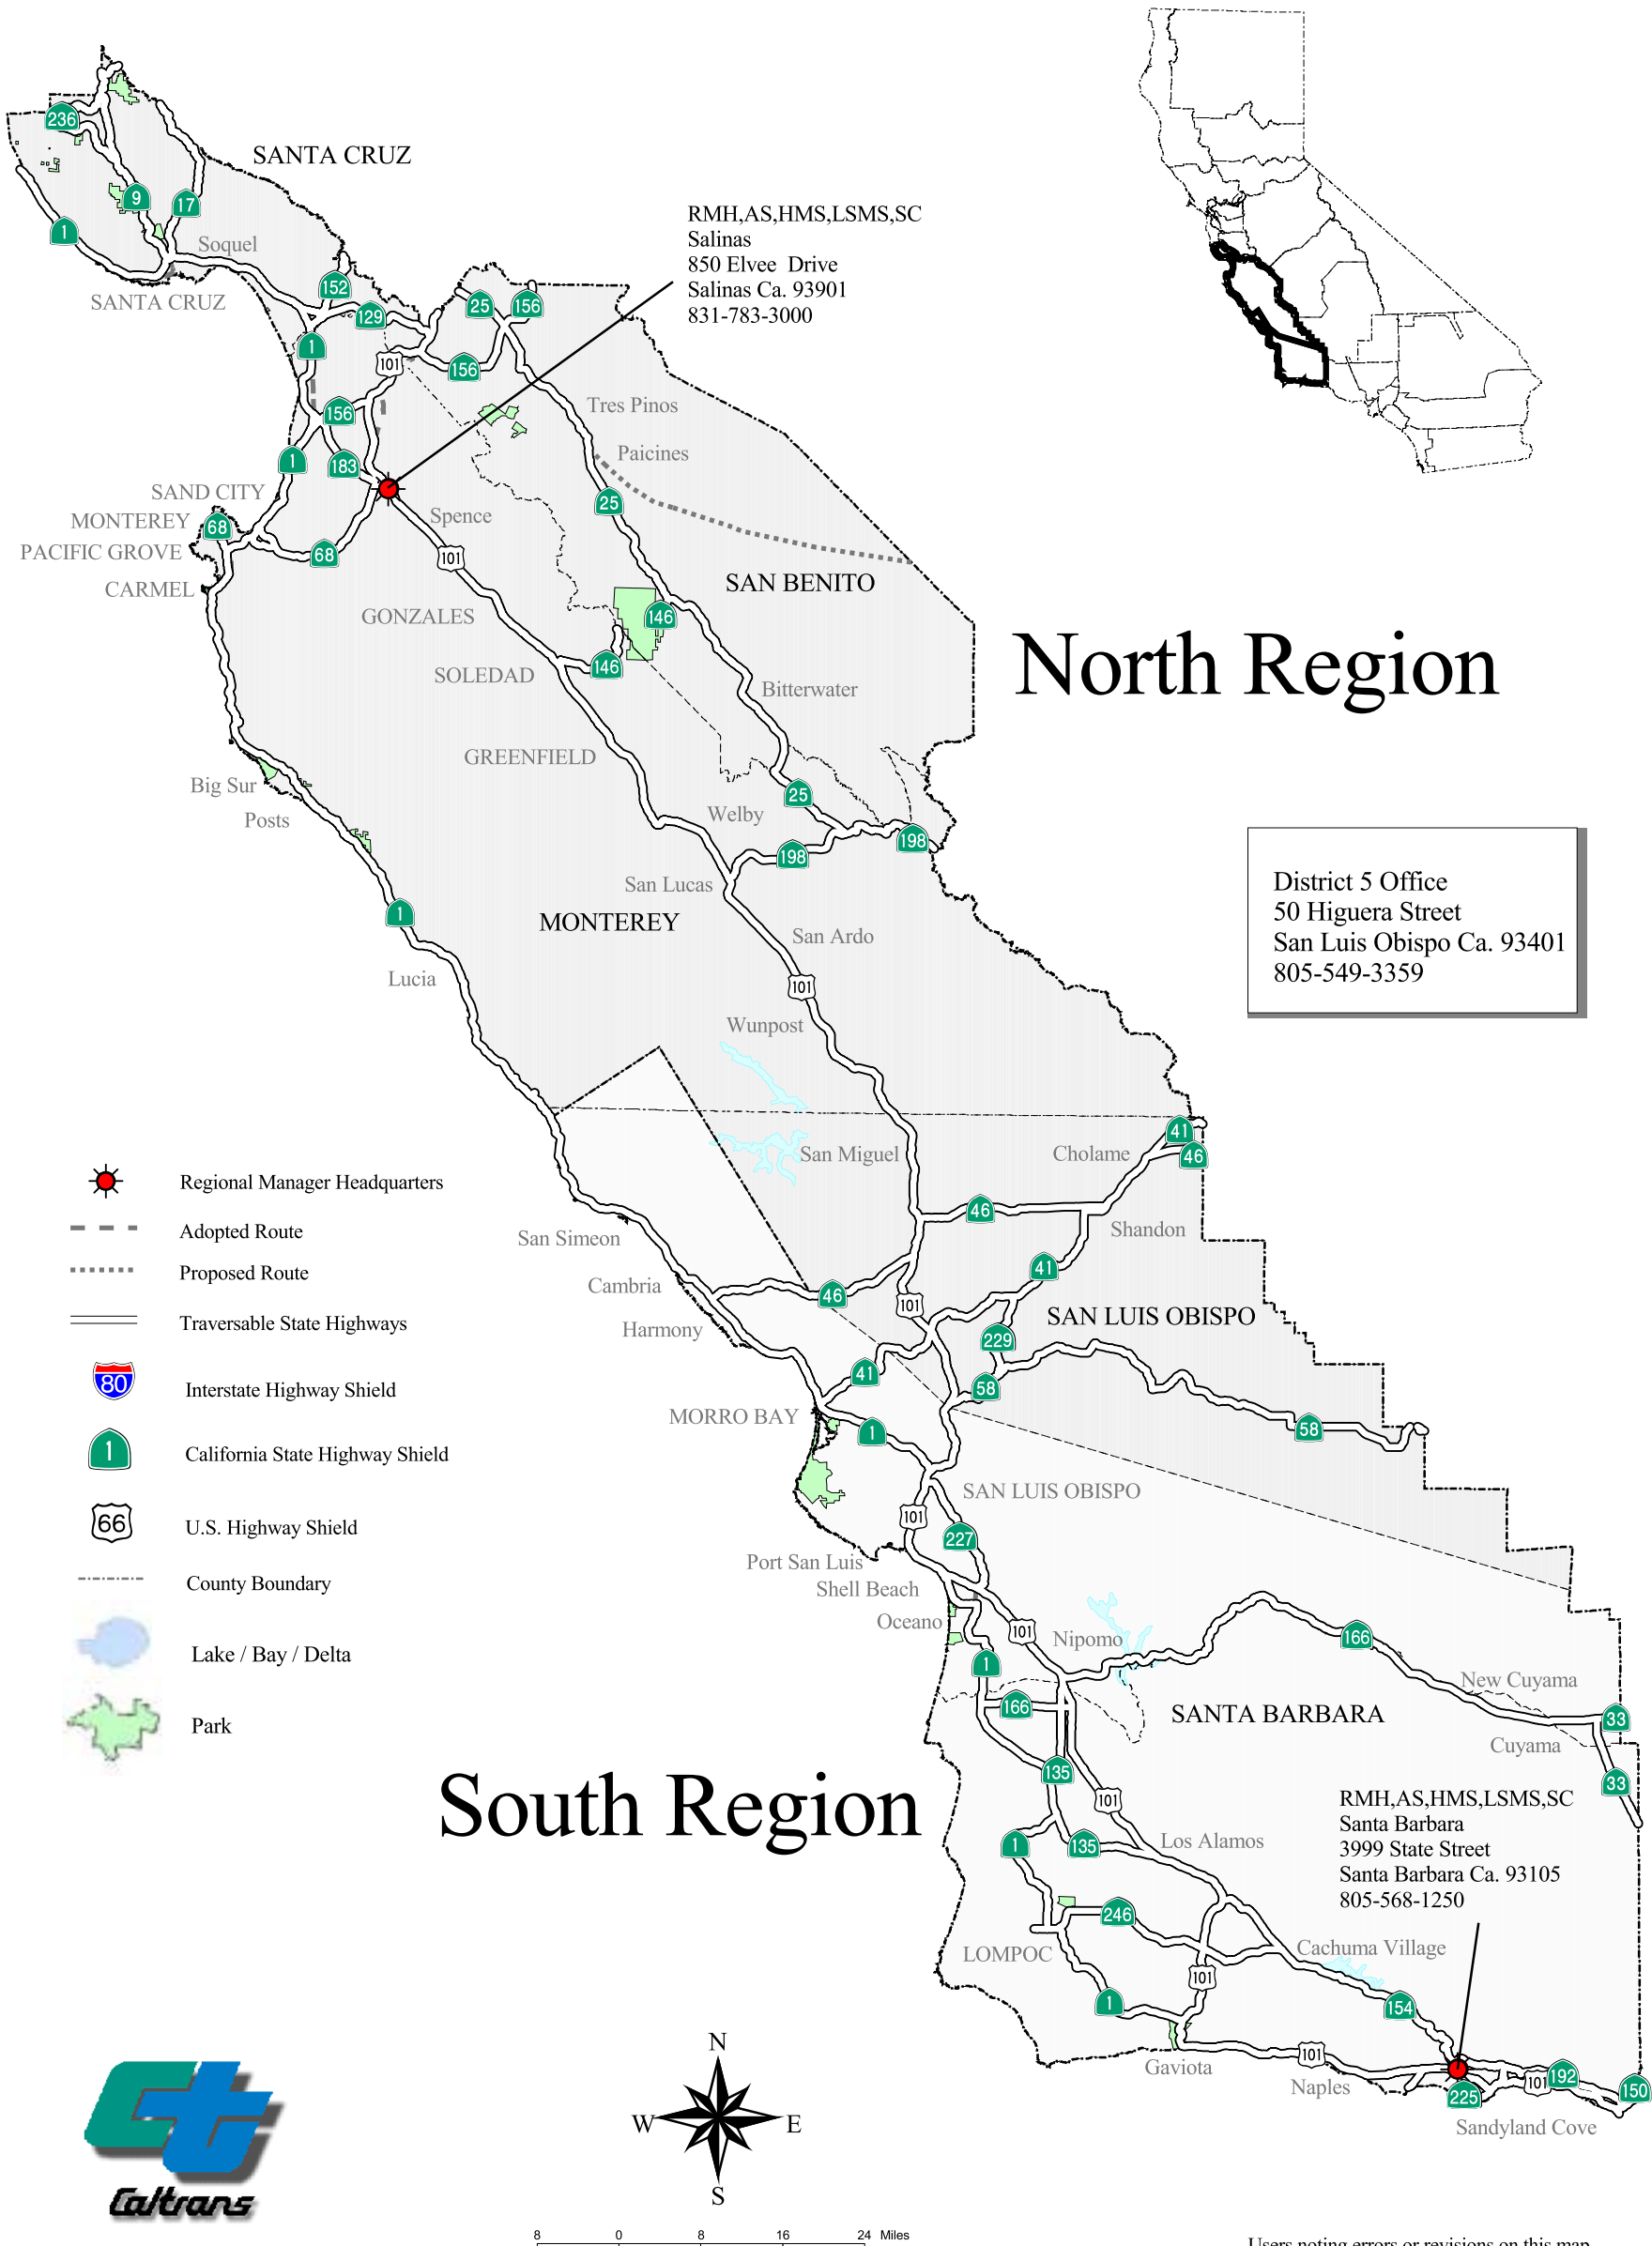 236
SANTA CRUZ
9
17
1
Soquel
SANTA CRUZ
152
129
25
156
1
101
156
156
1
183
RMH,AS,HMS,LSMS,SC
Salinas
850 Elvee Drive
Salinas Ca. 93901
831-783-3000
Tres Pinos
Paicines
25
SAND CITY
MONTEREY
68
PACIFIC GROVE
68
CARMEL
Spence
101
SAN BENITO
GONZALES
146
146
SOLEDAD
Bitterwater
North Region
GREENFIELD
Big Sur
Posts
25
Welby
198
198
San Lucas
MONTEREY
1
San Ardo
Lucia
101
Wunpost
District 5 Office
50 Higuera Street
San Luis Obispo Ca. 93401
805-549-3359
41
46
San Miguel
Cholame
46
Shandon
San Simeon
41
Cambria
46
101
SAN LUIS OBISPO
Harmony
229
41
58
MORRO BAY
1
58
SAN LUIS OBISPO
101
227
Port San Luis
Shell Beach
Oceano
101
Nipomo
166
1
166
New Cuyama
SANTA BARBARA
33
Cuyama
135
33
101
RMH,AS,HMS,LSMS,SC
Santa Barbara
3999 State Street
Santa Barbara Ca. 93105
805-568-1250
1
135
Los Alamos
246
LOMPOC
Cachuma Village
101
1
154
Gaviota
101
Naples
225
101
192
150
Sandyland Cove
Regional Manager Headquarters
Adopted Route
Proposed Route
Traversable State Highways
80
Interstate Highway Shield
1
California State Highway Shield
66
U.S. Highway Shield
County Boundary
Lake / Bay / Delta
Park
South Region
N
W
E
S
Caltrans
8 0 8 16 24 Miles
Users noting errors or revisions on this map